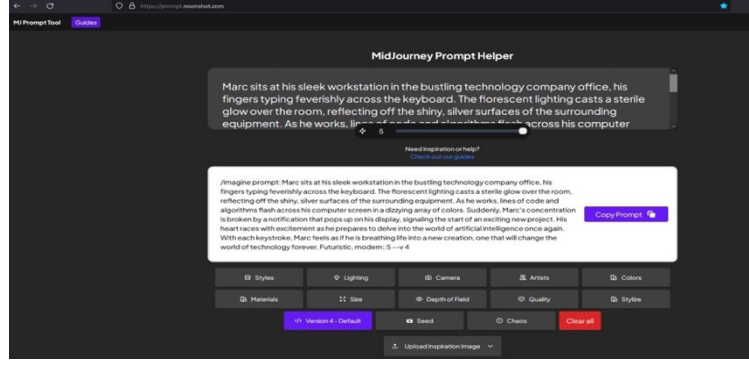 https://prompt.noonshot.com
MJ Prompt Tool
Guides
MidJourney Prompt Helper
Marc sits at his sleek workstation in the bustling technology company office, his
fingers typing feverishly across the keyboard. The florescent lighting casts a sterile
glow over the room, reflecting off the shiny, silver surfaces of the surrounding
equipment. As he works, lines of code and algorithms flash across his computer
5
Need inspiration or help?
Check out our guides
/imagine prompt: Marc sits at his sleek workstation in the bustling technology company office, his
fingers typing feverishly across the keyboard. The florescent lighting casts a sterile glow over the room,
reflecting off the shiny, silver surfaces of the surrounding equipment. As he works, lines of code and
algorithms flash across his computer screen in a dizzying array of colors. Suddenly, Marc's concentration
is broken by a notification that pops up on his display, signaling the start of an exciting new project. His
heart races with excitement as he prepares to delve into the world of artificial intelligence once again.
With each keystroke, Marc feels as if he is breathing life into a new creation, one that will change the
world of technology forever. Futuristic, modern::5 --v 4
Copy Prompt
Styles
Lighting
Camera
Artists
Colors
Materials
Size
Depth of Field
Quality
Stylize
Version 4 - Default
Seed
Chaos
Clear all
Upload Inspiration Image